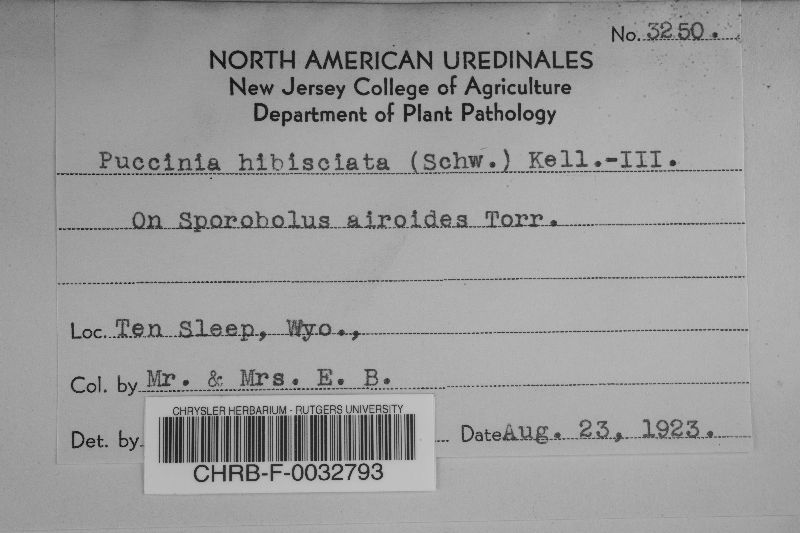 No. 3250.
NORTH AMERICAN UREDINALES
New Jersey College of Agriculture
Department of Plant Pathology
Puccinia hibisciata (Schw.) Kell.-III.
On Sporobolus airoides Torr.
Loc. Ten Sleep, Wyo.,
Col. by Mr. & Mrs. E. B.
Det. by
Date Aug. 23, 1923.
CHRYSLER HERBARIUM - RUTGERS UNIVERSITY
CHRB-F-0032793